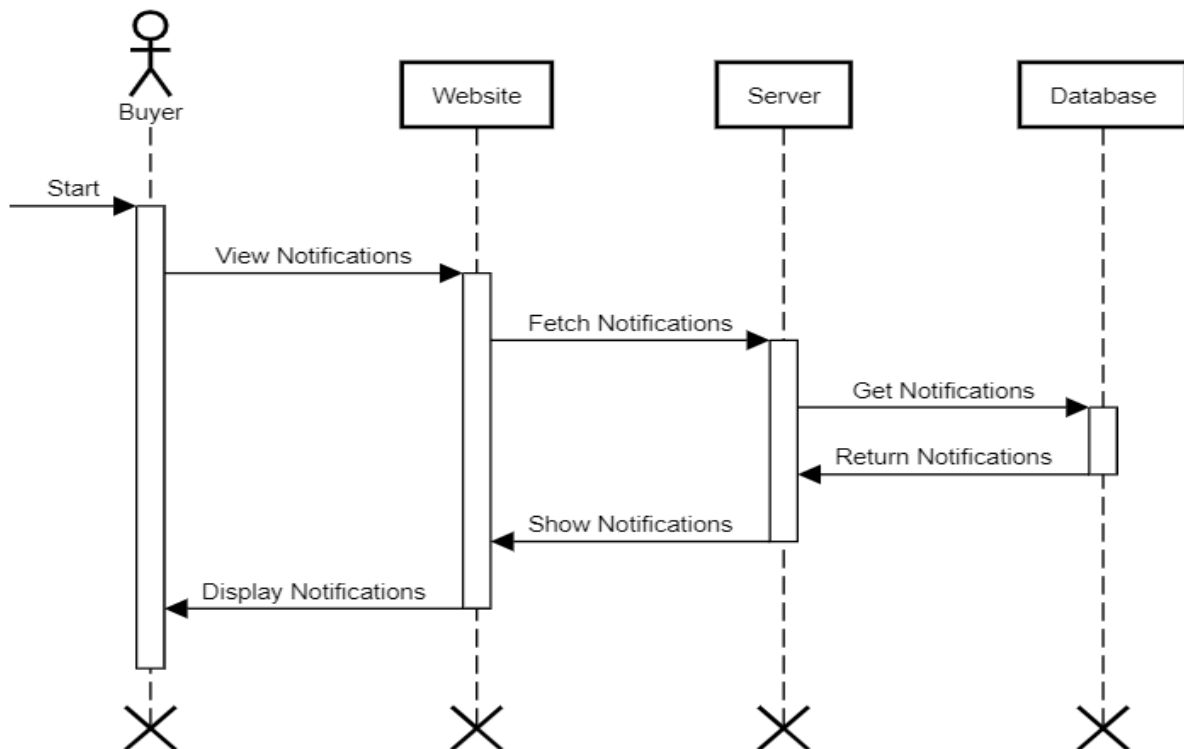 Buyer
Website
Server
Database
Start
View Notifications
Fetch Notifications
Get Notifications
Return Notifications
Show Notifications
Display Notifications